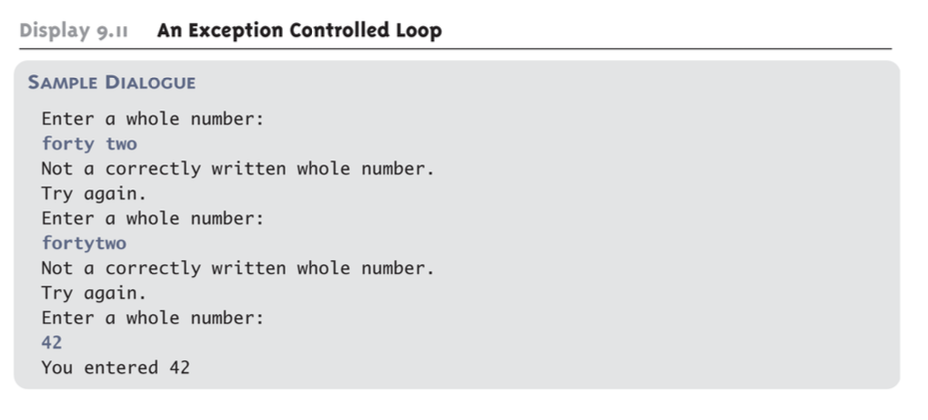 Display 9.11 An Exception Controlled Loop
SAMPLE DIALOGUE
Enter a whole number:
forty two
Not a correctly written whole number.
Try again.
Enter a whole number:
fortytwo
Not a correctly written whole number.
Try again.
Enter a whole number:
42
You entered 42